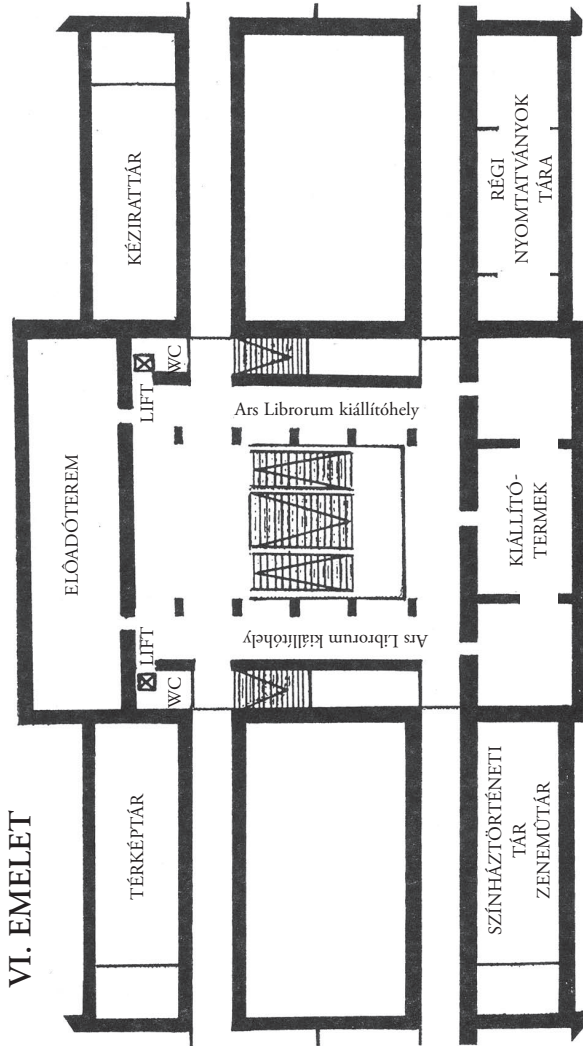 VI. EMELET
TÉRKÉPTÁR
ELŐADÓTEREM
KÉZIRATTÁR
WC
LIFT
LIFT
WC
Ars Librorum kiállítóhely
Ars Librorum kiállítóhely
SZÍNHÁZTÖRTÉNETI
TÁR
ZENEMŰTÁR
KIÁLLÍTÓ-
TERMEK
RÉGI
NYOMTATVÁNYOK
TÁRA